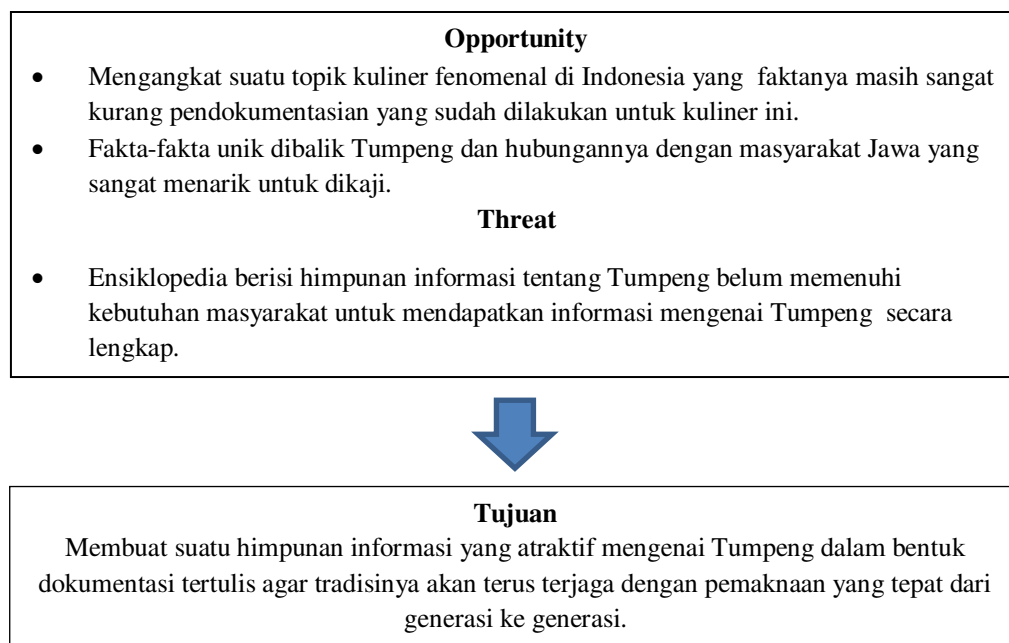 Opportunity
• Mengangkat suatu topik kuliner fenomenal di Indonesia yang faktanya masih sangat
kurang pendokumentasian yang sudah dilakukan untuk kuliner ini.
• Fakta-fakta unik dibalik Tumpeng dan hubungannya dengan masyarakat Jawa yang
sangat menarik untuk dikaji.
Threat
• Ensiklopedia berisi himpunan informasi tentang Tumpeng belum memenuhi
kebutuhan masyarakat untuk mendapatkan informasi mengenai Tumpeng secara
lengkap.
Tujuan
Membuat suatu himpunan informasi yang atraktif mengenai Tumpeng dalam bentuk
dokumentasi tertulis agar tradisinya akan terus terjaga dengan pemaknaan yang tepat dari
generasi ke generasi.